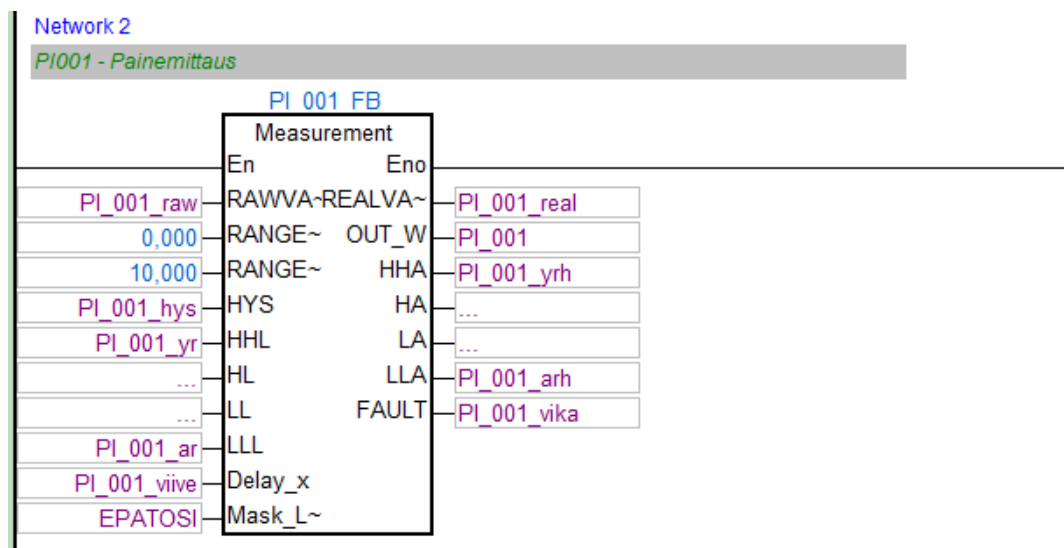 Network 2
PI001 - Painemittaus
PI_001_FB
Measurement
En Eno
PI_001_raw RAWVA~ REALVA~ PI_001_real
0,000 RANGE~ OUT_W PI_001
10,000 RANGE~ HHA PI_001_yrh
PI_001_hys HYS HA ...
PI_001_yr HHL LA ...
... HL LLA PI_001_arh
... LL FAULT PI_001_vika
PI_001_ar LLL
PI_001_viive Delay_x
EPATOSI Mask_L~